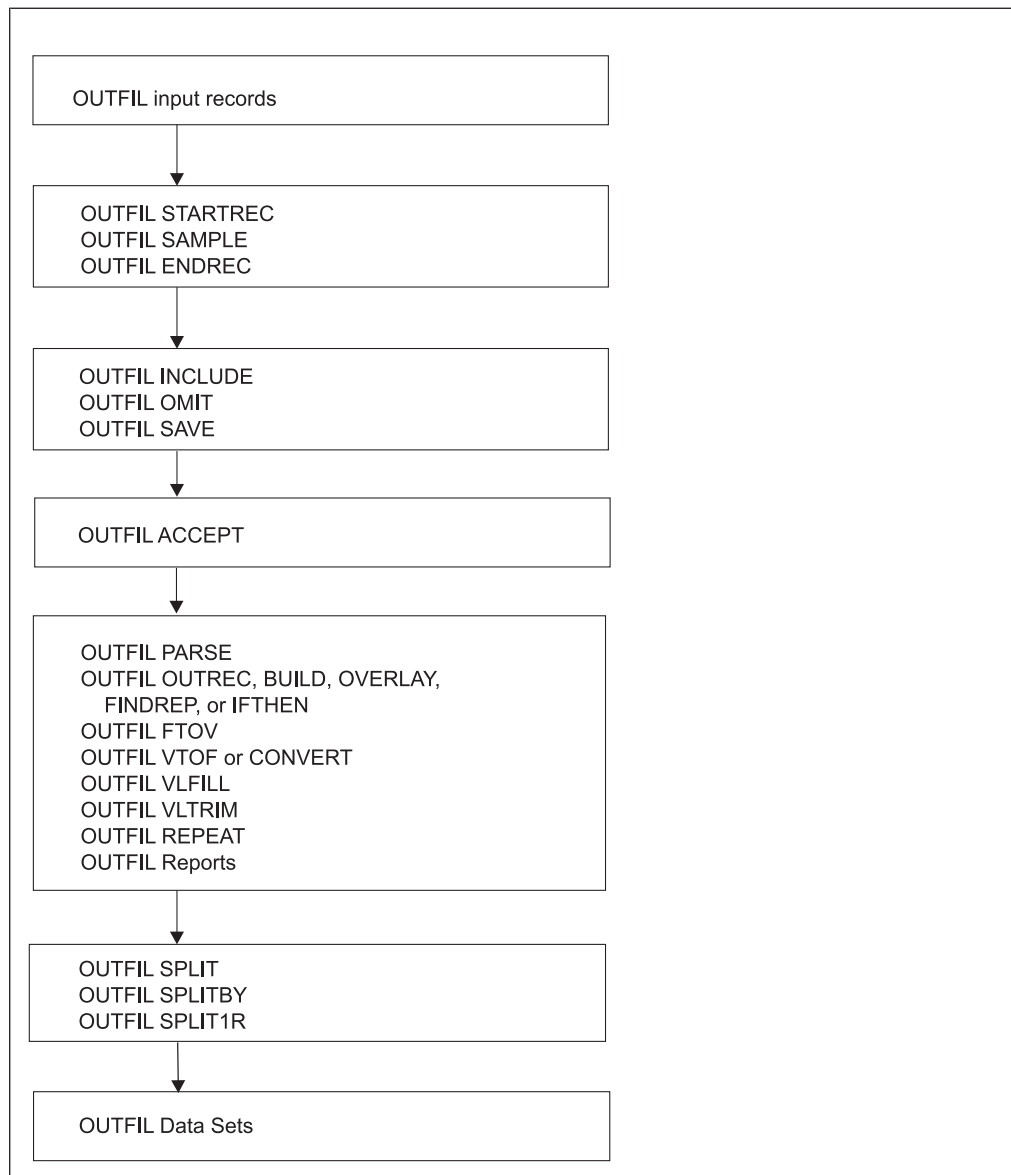 OUTFIL input records
OUTFIL STARTREC
OUTFIL SAMPLE
OUTFIL ENDREC
OUTFIL INCLUDE
OUTFIL OMIT
OUTFIL SAVE
OUTFIL ACCEPT
OUTFIL PARSE
OUTFIL OUTREC, BUILD, OVERLAY,
FINDREP, or IFTHEN
OUTFIL FTOV
OUTFIL VTOF or CONVERT
OUTFIL VLFILL
OUTFIL VLTRIM
OUTFIL REPEAT
OUTFIL Reports
OUTFIL SPLIT
OUTFIL SPLITBY
OUTFIL SPLIT1R
OUTFIL Data Sets